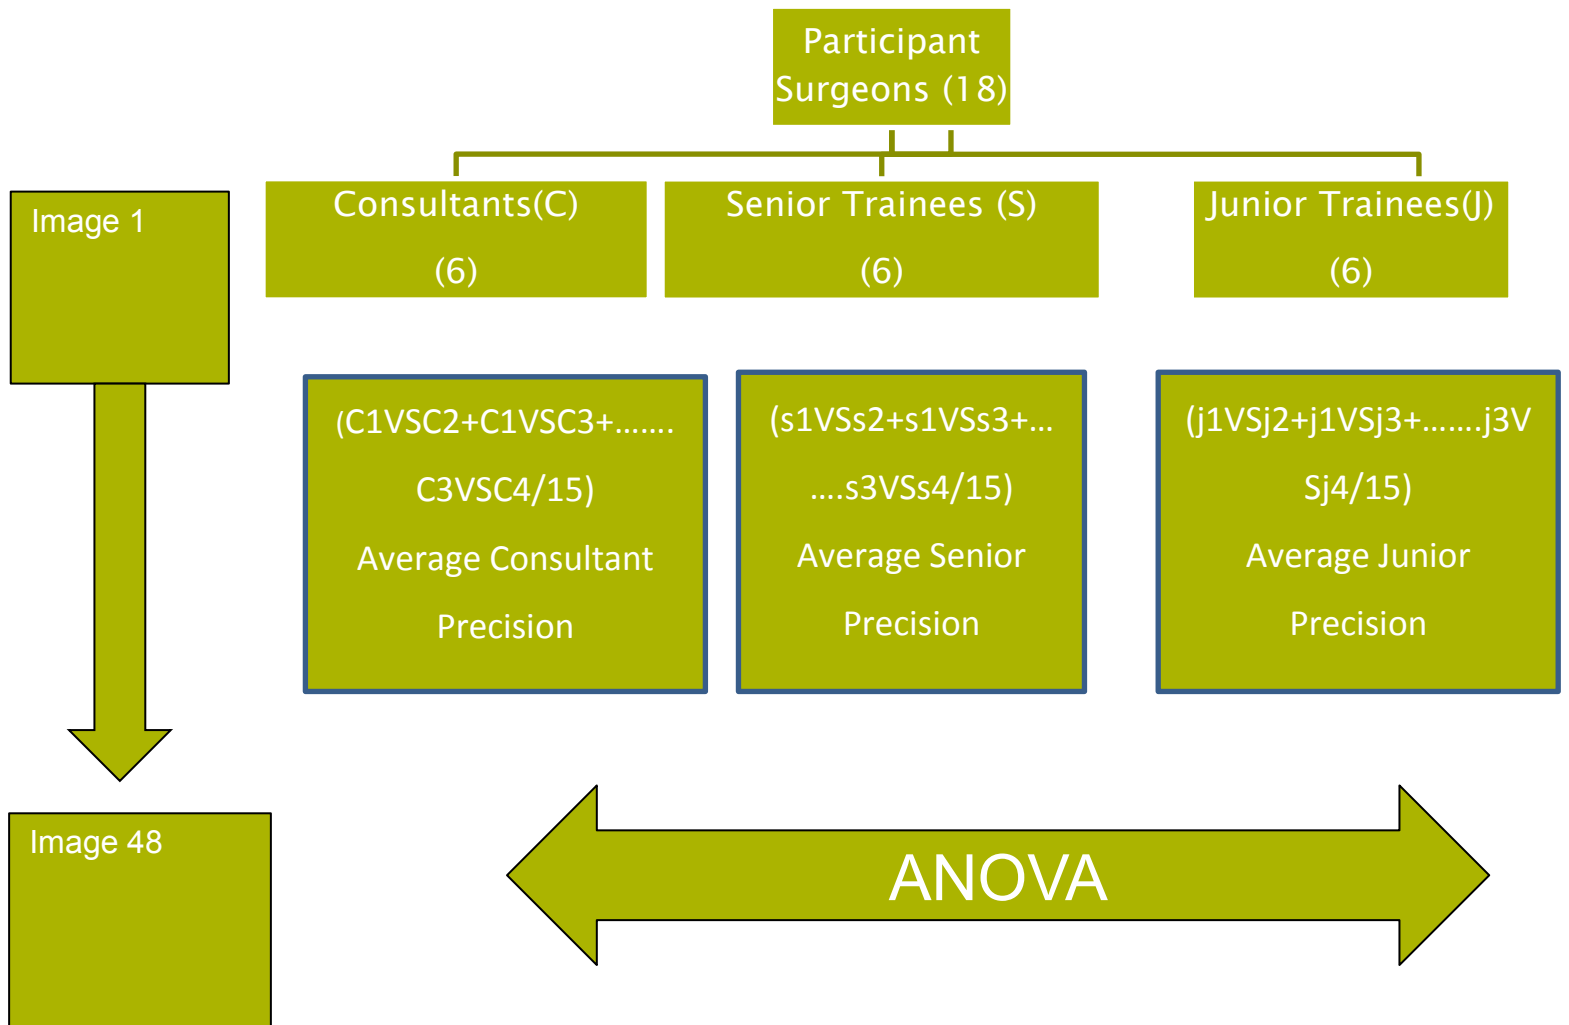 Participant
Surgeons (18)
Consultants(C)
(6)
Senior Trainees (S)
(6)
Junior Trainees(J)
(6)
Image 1
(C1VSC2+C1VSC3+.......
C3VSC4/15)
Average Consultant
Precision
(s1VSs2+s1VSs3+...
....s3VSs4/15)
Average Senior
Precision
(j1VSj2+j1VSj3+.......j3V
Sj4/15)
Average Junior
Precision
Image 48
ANOVA